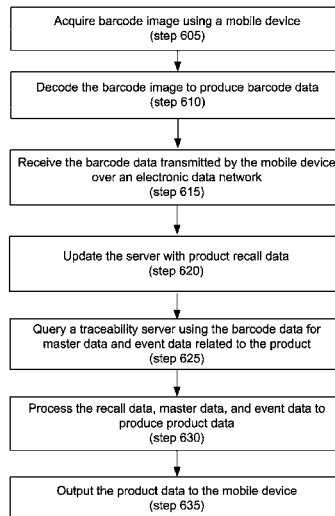 Acquire barcode image using a mobile device
(step 605)
Decode the barcode image to produce barcode data
(step 610)
Receive the barcode data transmitted by the mobile device
over an electronic data network
(step 615)
Update the server with product recall data
(step 620)
Query a traceability server using the barcode data for
master data and event data related to the product
(step 625)
Process the recall data, master data, and event data to
produce product data
(step 630)
Output the product data to the mobile device
(step 635)